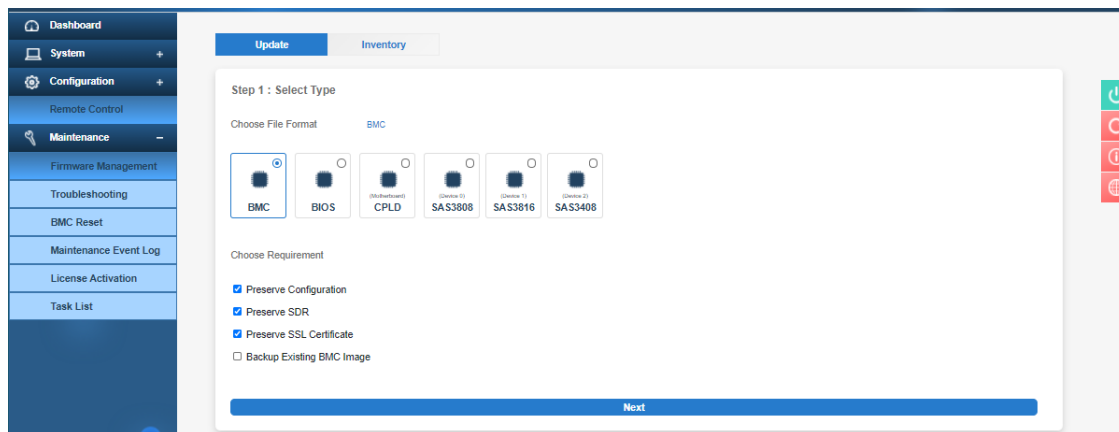 Dashboard
System +
Configuration +
Remote Control
Maintenance −
Firmware Management
Troubleshooting
BMC Reset
Maintenance Event Log
License Activation
Task List
Update Inventory
Step 1 : Select Type
Choose File Format BMC
BMC
BIOS
(Motherboard)
CPLD
(Device 0)
SAS3808
(Device 1)
SAS3816
(Device 2)
SAS3408
Choose Requirement
Preserve Configuration
Preserve SDR
Preserve SSL Certificate
Backup Existing BMC Image
Next